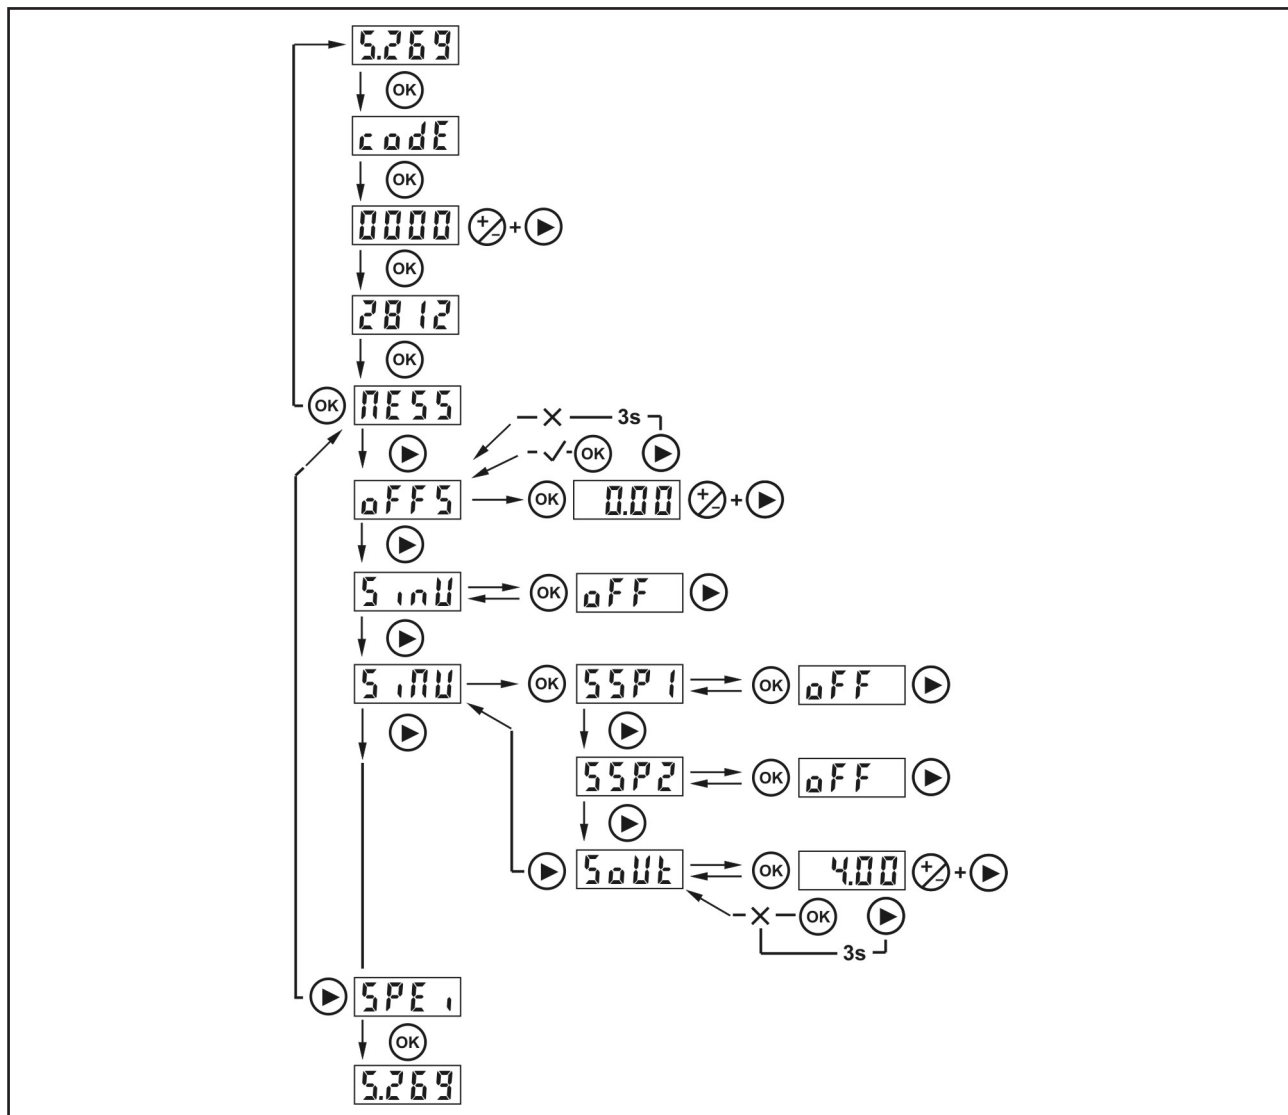 5.269
OK
codE
OK
0000 +/- + ▶
OK
2812
OK
OK MESS
✕ 3s
▶ ✓ OK ▶
oFFS OK 0.00 +/- + ▶
▶
SinU OK oFF ▶
▶
SiMU OK SSP1 OK oFF ▶
▶ ▶
SSP2 OK oFF ▶
▶
▶ SoUt OK 4.00 +/- + ▶
✕ OK ▶
3s
▶ SPEi
OK
5.269